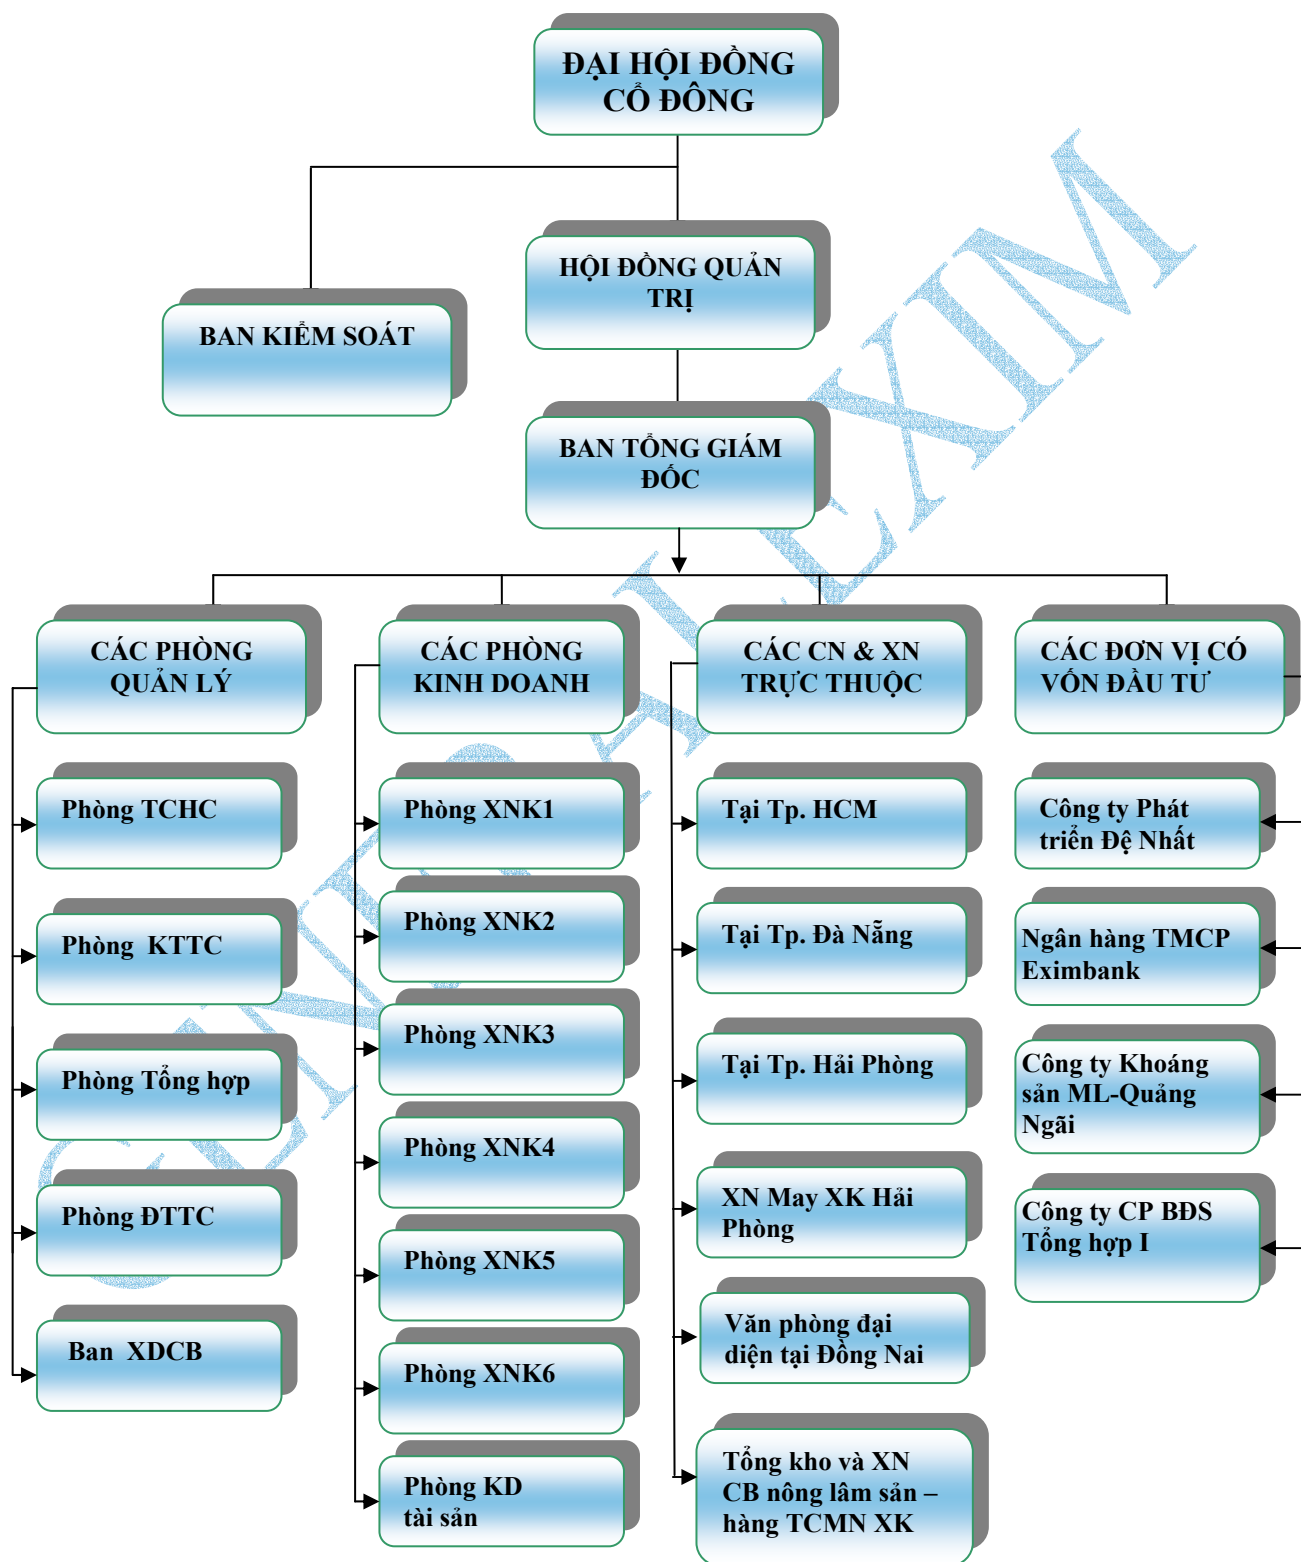 ĐẠI HỘI ĐỒNG
CỔ ĐÔNG
HỘI ĐỒNG QUẢN
TRỊ
BAN KIỂM SOÁT
BAN TỔNG GIÁM
ĐỐC
CÁC PHÒNG
QUẢN LÝ
CÁC PHÒNG
KINH DOANH
CÁC CN & XN
TRỰC THUỘC
CÁC ĐƠN VỊ CÓ
VỐN ĐẦU TƯ
Phòng TCHC
Phòng KTTC
Phòng Tổng hợp
Phòng ĐTTC
Ban XDCB
Phòng XNK1
Phòng XNK2
Phòng XNK3
Phòng XNK4
Phòng XNK5
Phòng XNK6
Phòng KD
tài sản
Tại Tp. HCM
Tại Tp. Đà Nẵng
Tại Tp. Hải Phòng
XN May XK Hải
Phòng
Văn phòng đại
diện tại Đồng Nai
Tổng kho và XN
CB nông lâm sản –
hàng TCMN XK
Công ty Phát
triển Đệ Nhất
Ngân hàng TMCP
Eximbank
Công ty Khoáng
sản ML-Quảng
Ngãi
Công ty CP BĐS
Tổng hợp I